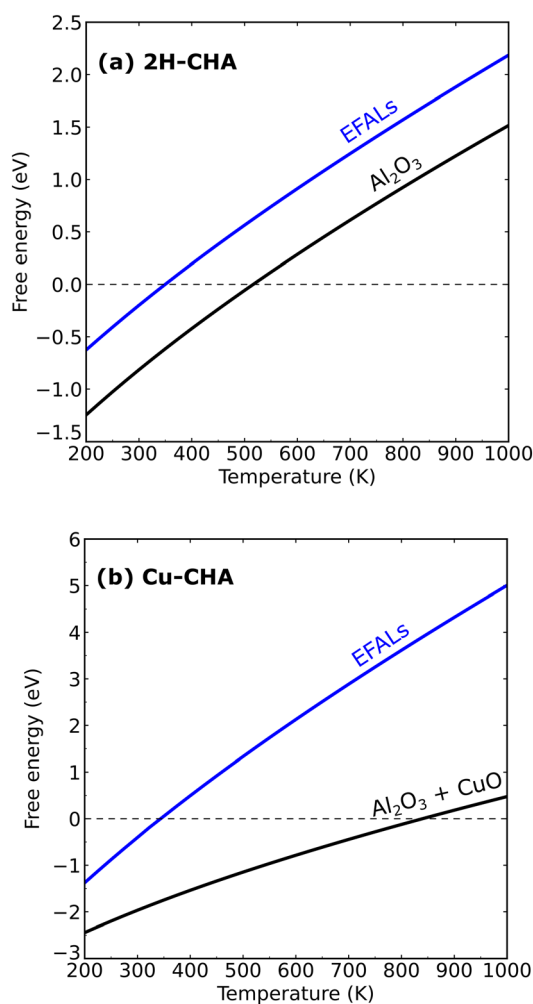 (a) 2H-CHA
EFALs
Al₂O₃
Free energy (eV)
2.5
2.0
1.5
1.0
0.5
0.0
−0.5
−1.0
−1.5
200 300 400 500 600 700 800 900 1000
Temperature (K)
(b) Cu-CHA
EFALs
Al₂O₃ + CuO
Free energy (eV)
6
5
4
3
2
1
0
−1
−2
−3
200 300 400 500 600 700 800 900 1000
Temperature (K)